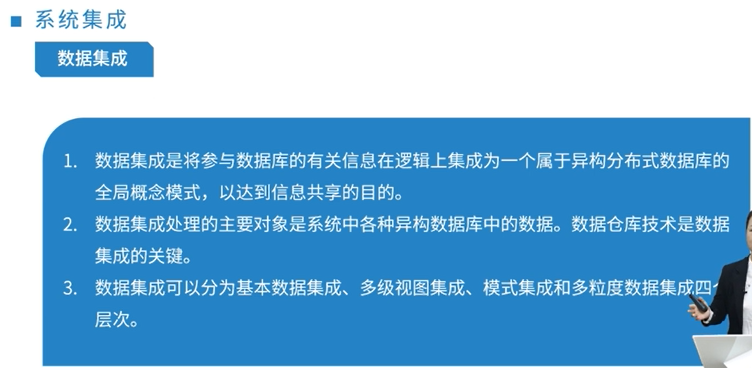 系统集成
数据集成
1. 数据集成是将参与数据库的有关信息在逻辑上集成为一个属于异构分布式数据库的
全局概念模式，以达到信息共享的目的。
2. 数据集成处理的主要对象是系统中各种异构数据库中的数据。数据仓库技术是数据
集成的关键。
3. 数据集成可以分为基本数据集成、多级视图集成、模式集成和多粒度数据集成四个
层次。